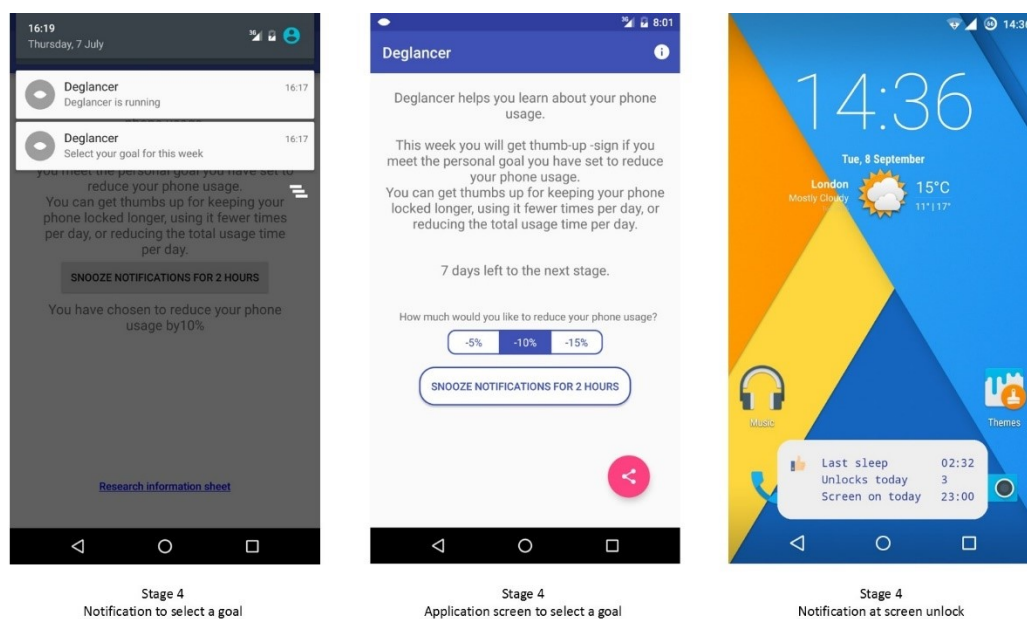 16:19
Thursday, 7 July
3G
Deglancer 16:17
Deglancer is running
Deglancer 16:17
Select your goal for this week
you meet the personal goal you have set to
reduce your phone usage.
You can get thumbs up for keeping your
phone locked longer, using it fewer times
per day, or reducing the total usage time
per day.
SNOOZE NOTIFICATIONS FOR 2 HOURS
You have chosen to reduce your phone
usage by10%
Research information sheet
Stage 4
Notification to select a goal
3G 8:01
Deglancer
Deglancer helps you learn about your phone
usage.
This week you will get thumb-up -sign if you
meet the personal goal you have set to reduce
your phone usage.
You can get thumbs up for keeping your phone
locked longer, using it fewer times per day, or
reducing the total usage time per day.
7 days left to the next stage.
How much would you like to reduce your phone usage?
-5% -10% -15%
SNOOZE NOTIFICATIONS FOR 2 HOURS
Stage 4
Application screen to select a goal
14:36
14:36
Tue, 8 September
London 15°C
Mostly Cloudy 11° | 17°
Music
Themes
Last sleep 02:32
Unlocks today 3
Screen on today 23:00
Stage 4
Notification at screen unlock